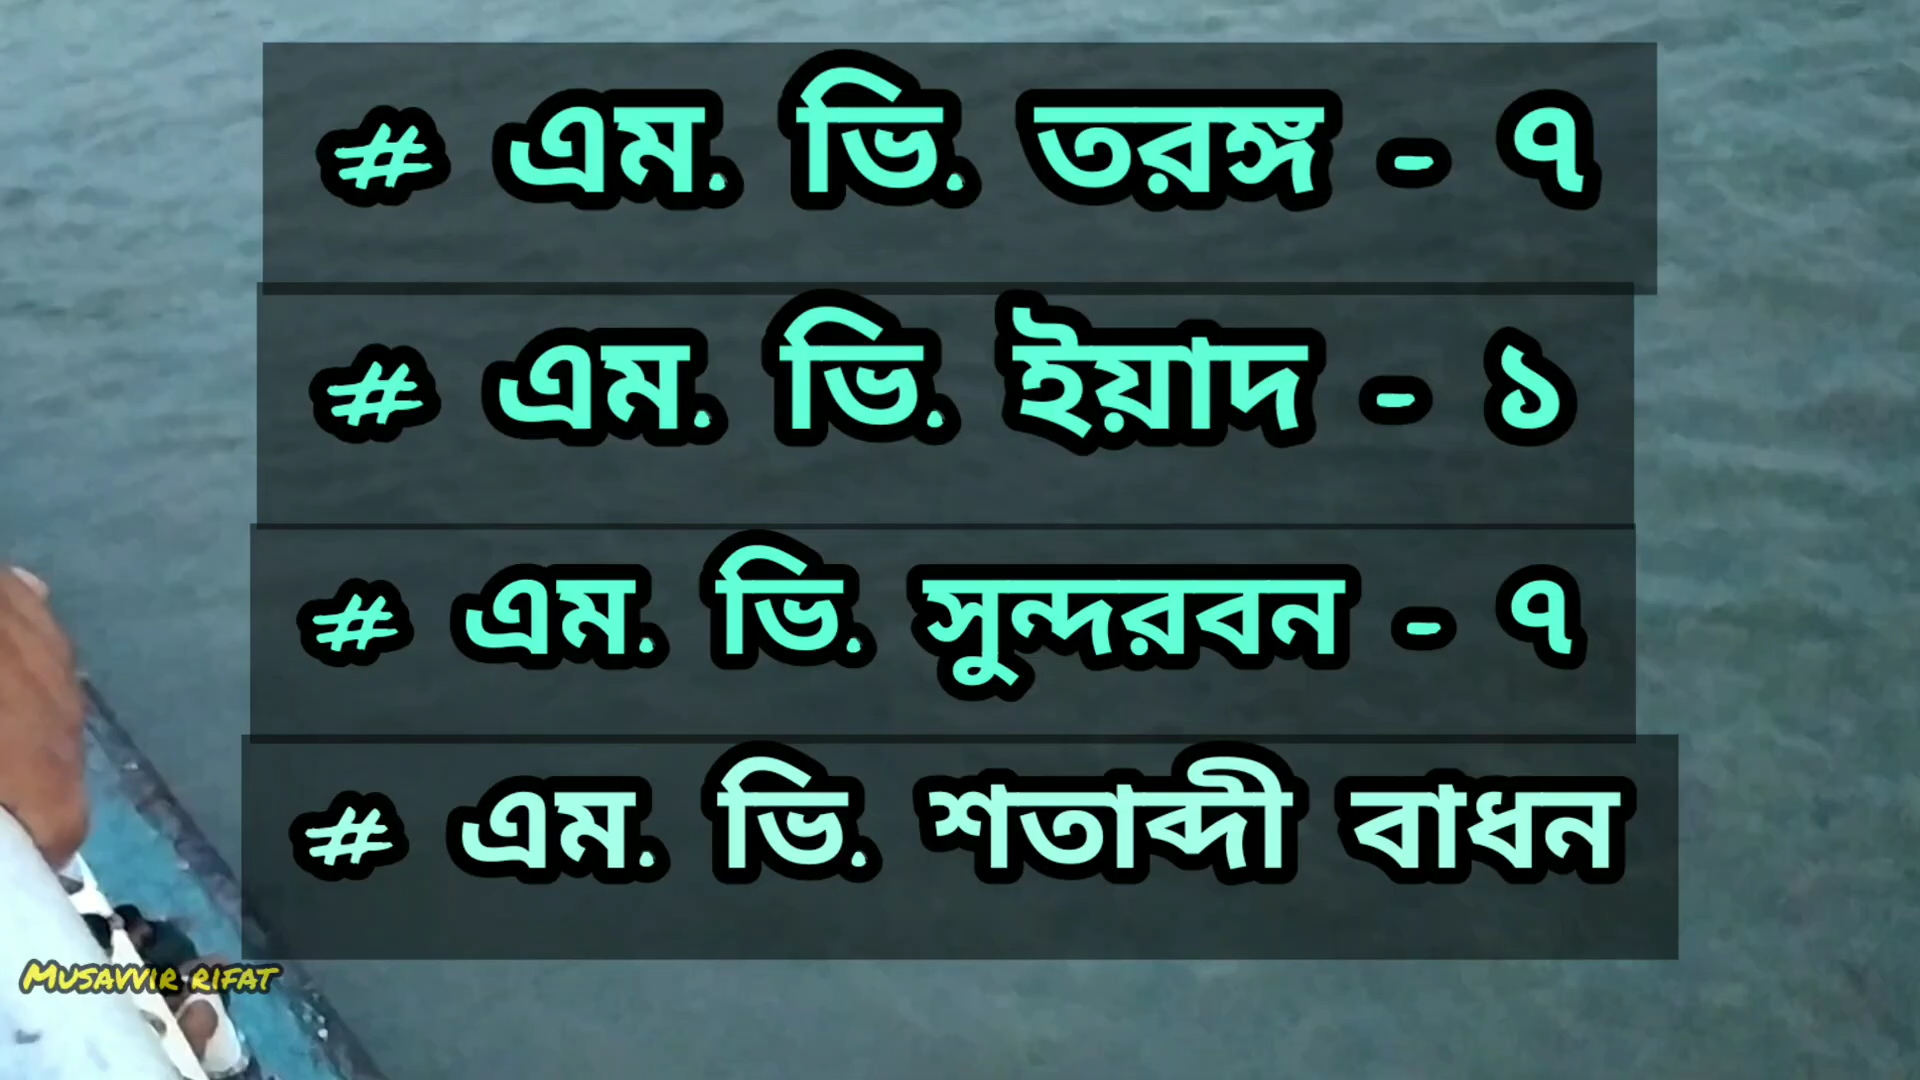 # এম. ভি. তরঙ্গ - ৭
# এম. ভি. ইয়াদ - ১
# এম. ভি. সুন্দরবন - ৭
# এম. ভি. শতাব্দী বাধন
MUSAVVIR RIFAT